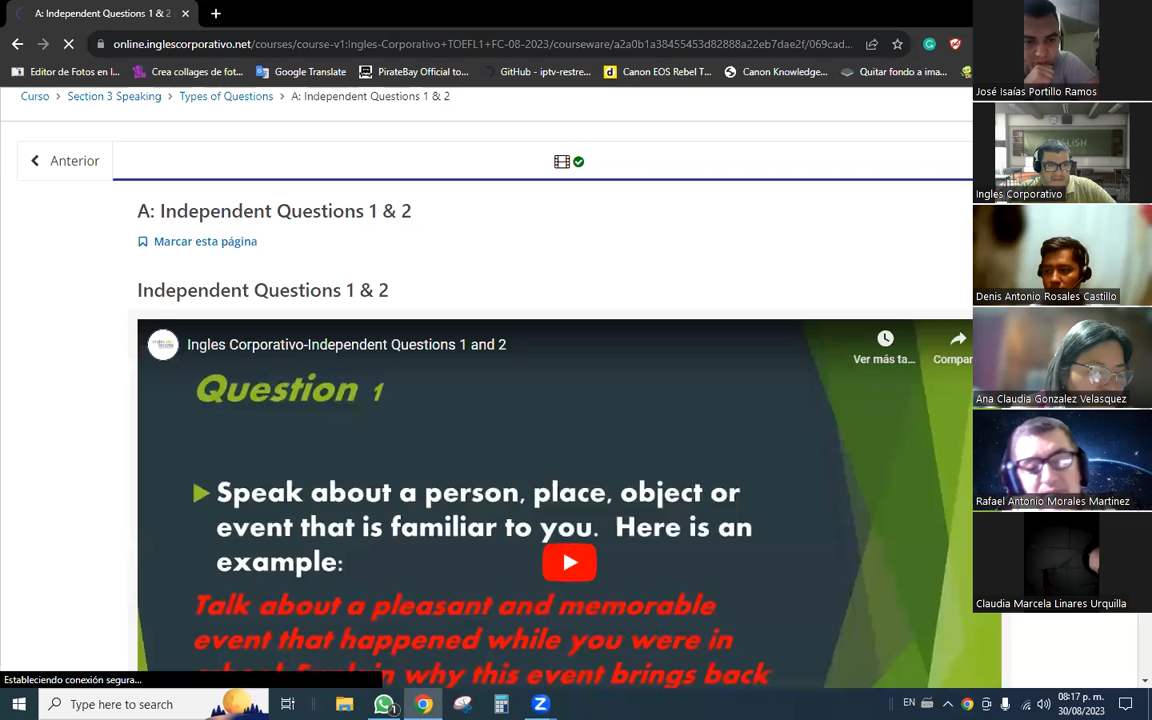 A: Independent Questions 1 & 2
online.inglescorporativo.net/courses/course-v1:Ingles-Corporativo+TOEFL1+FC-08-2023/courseware/a2a0b1a38455453d82888a22eb7dae2f/069cad...
Editor de Fotos en l... Crea collages de fot... Google Translate PirateBay Official to... GitHub - iptv-restre... Canon EOS Rebel T... Canon Knowledge... Quitar fondo a ima...
Curso > Section 3 Speaking > Types of Questions > A: Independent Questions 1 & 2
Anterior
A: Independent Questions 1 & 2
Marcar esta página
Independent Questions 1 & 2
Ingles Corporativo-Independent Questions 1 and 2
Ver más ta...
Compar
Question 1
Speak about a person, place, object or
event that is familiar to you. Here is an
example:
Talk about a pleasant and memorable
event that happened while you were in
school. Explain why this event brings back
Estableciendo conexión segura...
José Isaías Portillo Ramos
ENGLISH
Ingles Corporativo
Denis Antonio Rosales Castillo
Ana Claudia Gonzalez Velasquez
Rafael Antonio Morales Martinez
Claudia Marcela Linares Urquilla
Type here to search
1
EN
08:17 p. m.
30/08/2023